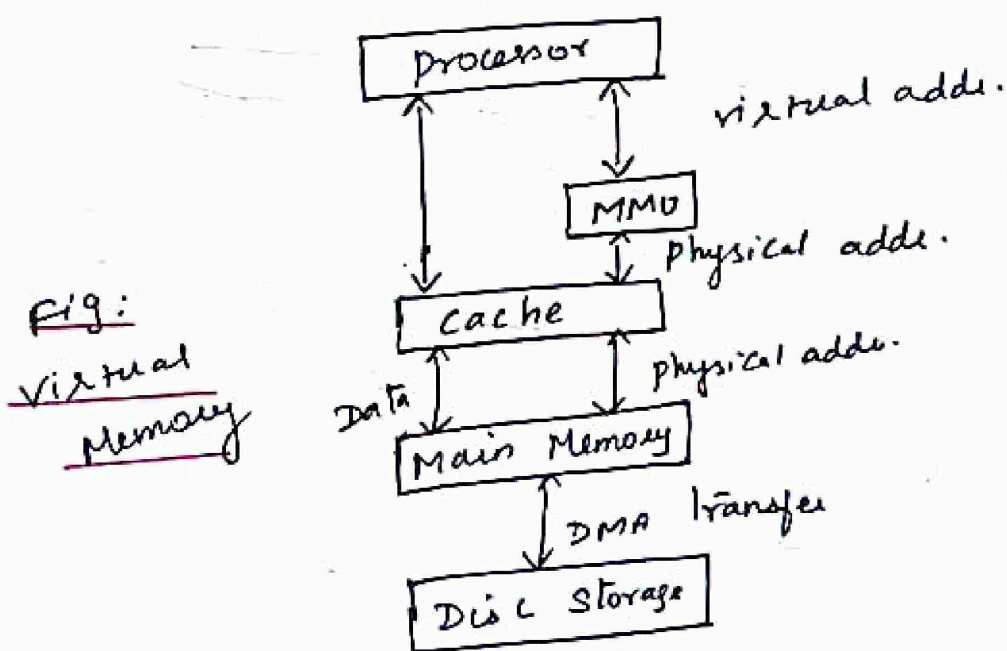 Processor
virtual addr.
MMU
Physical addr.
Cache
Fig:
Virtual
Memory
Data
Physical addr.
Main Memory
DMA Transfer
Disc Storage